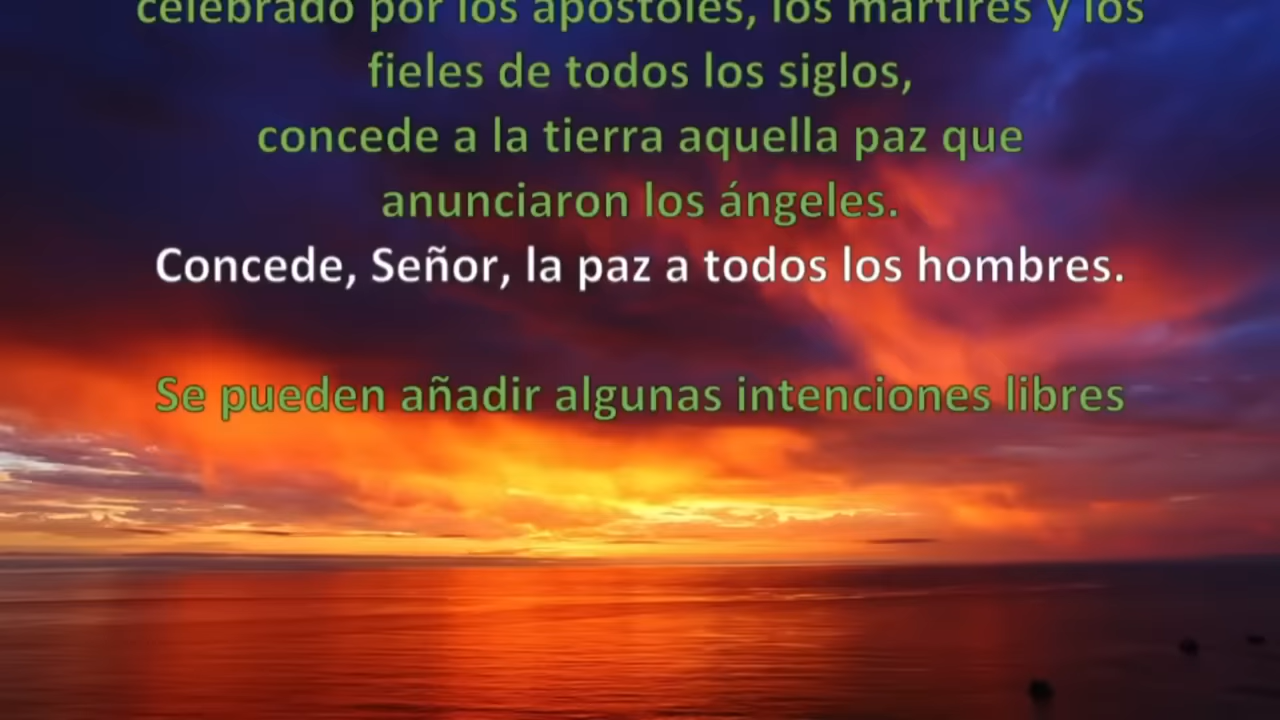 celebrado por los apóstoles, los mártires y los
fieles de todos los siglos,
concede a la tierra aquella paz que
anunciaron los ángeles.
Concede, Señor, la paz a todos los hombres.
Se pueden añadir algunas intenciones libres